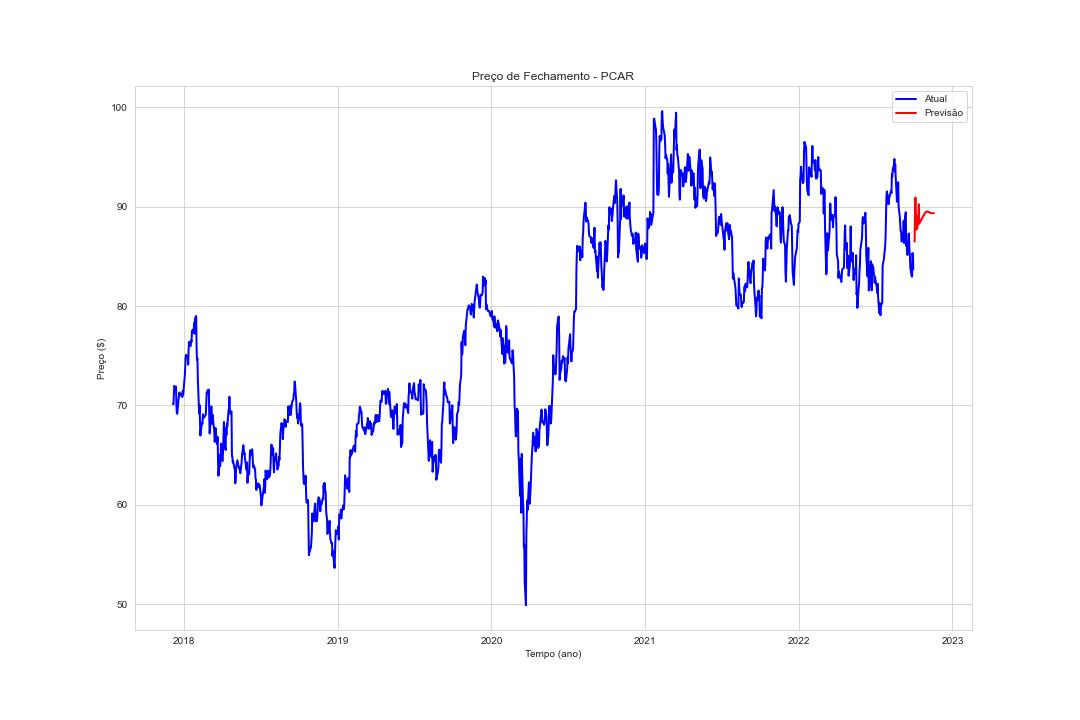 Preço de Fechamento - PCAR
Atual
Previsão
100
90
80
70
60
50
Preço ($)
2018
2019
2020
2021
2022
2023
Tempo (ano)